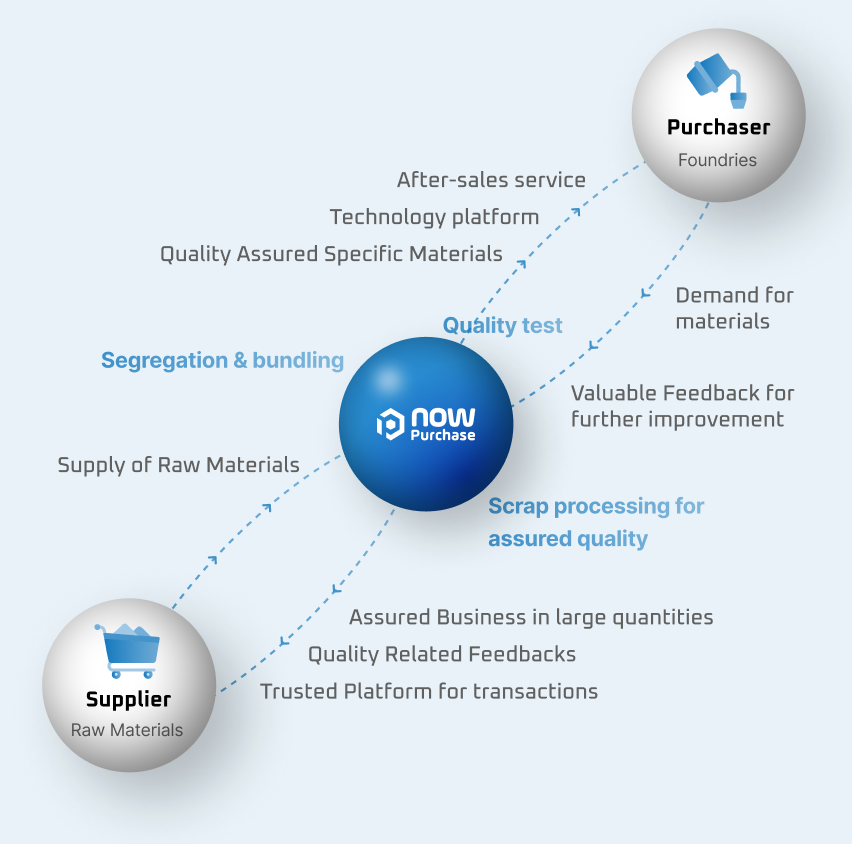 Purchaser
Foundries
After-sales service
Technology platform
Quality Assured Specific Materials
Demand for
materials
Quality test
Segregation & bundling
Valuable Feedback for
further improvement
now
Purchase
Supply of Raw Materials
Scrap processing for
assured quality
Assured Business in large quantities
Quality Related Feedbacks
Trusted Platform for transactions
Supplier
Raw Materials